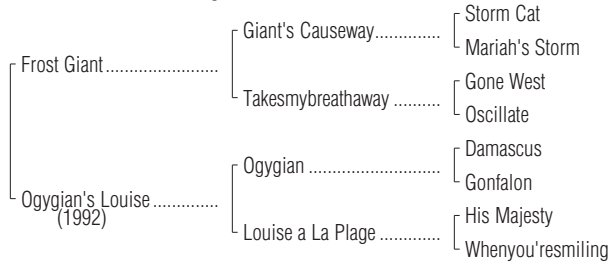 Storm Cat
Giant's Causeway..............
Mariah's Storm
Frost Giant.......................
Gone West
Takesmybreathaway ..........
Oscillate
Damascus
Ogygian ............................
Gonfalon
Ogygian's Louise ..............
(1992)
His Majesty
Louise a La Plage .............
Whenyou'resmiling